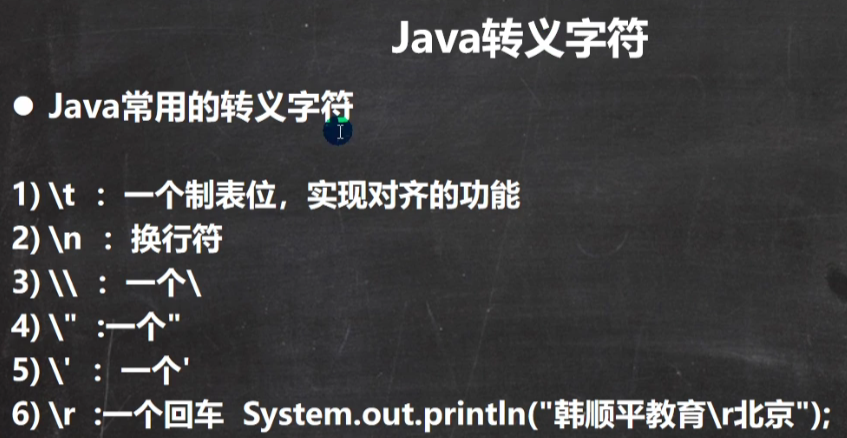 Java转义字符
● Java常用的转义字符
1) \t ：一个制表位，实现对齐的功能
2) \n ：换行符
3) \\ ：一个\
4) \" :一个"
5) \' ：一个'
6) \r :一个回车 System.out.println("韩顺平教育\r北京");